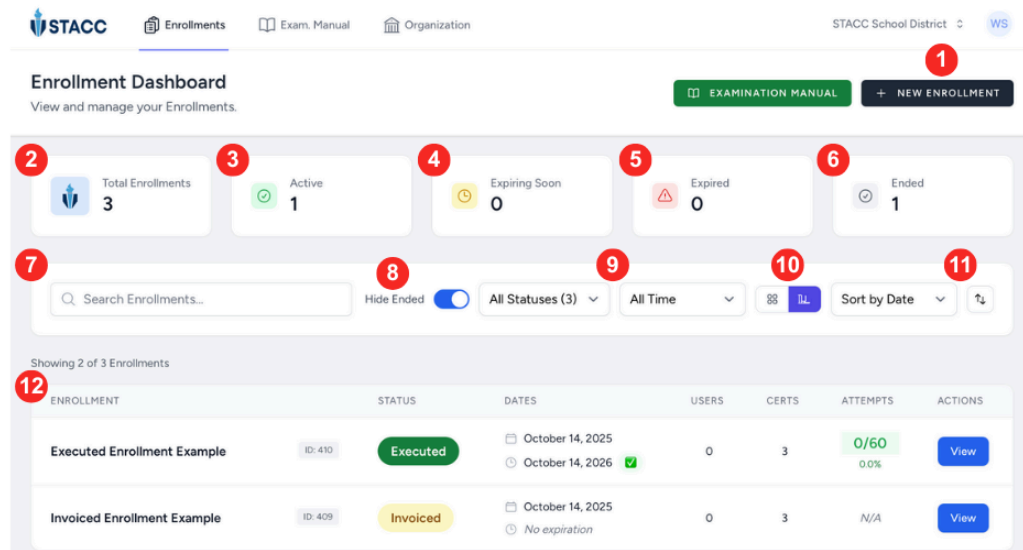 STACC
Enrollments
Exam. Manual
Organization
STACC School District
WS
1
Enrollment Dashboard
View and manage your Enrollments.
EXAMINATION MANUAL
+ NEW ENROLLMENT
2
3
4
5
6
Total Enrollments
3
Active
1
Expiring Soon
0
Expired
0
Ended
1
7
8
9
10
11
Search Enrollments...
Hide Ended
All Statuses (3)
All Time
Sort by Date
Showing 2 of 3 Enrollments
12
ENROLLMENT STATUS DATES USERS CERTS ATTEMPTS ACTIONS
Executed Enrollment Example
ID: 410
Executed
October 14, 2025
October 14, 2026
0
3
0/60
0.0%
View
Invoiced Enrollment Example
ID: 409
Invoiced
October 14, 2025
No expiration
0
3
N/A
View